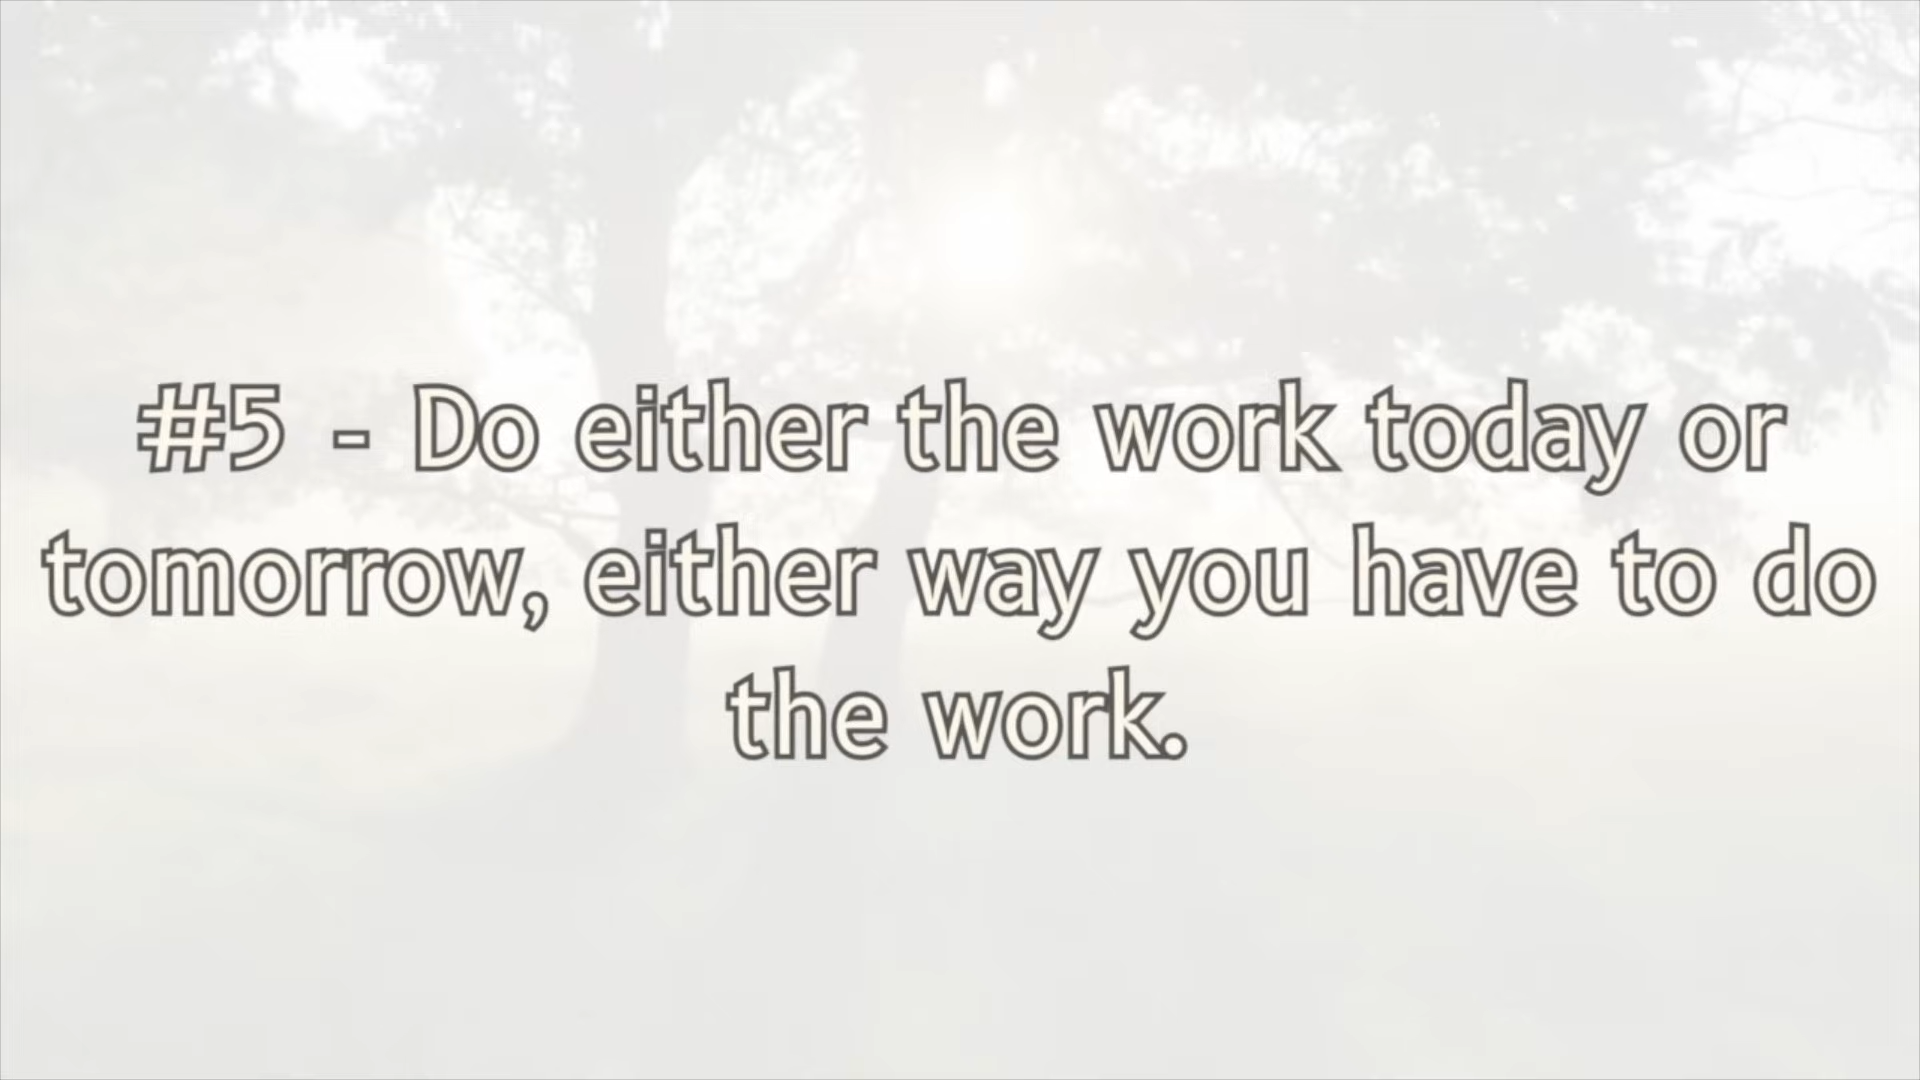 #5 - Do either the work today or
tomorrow, either way you have to do
the work.